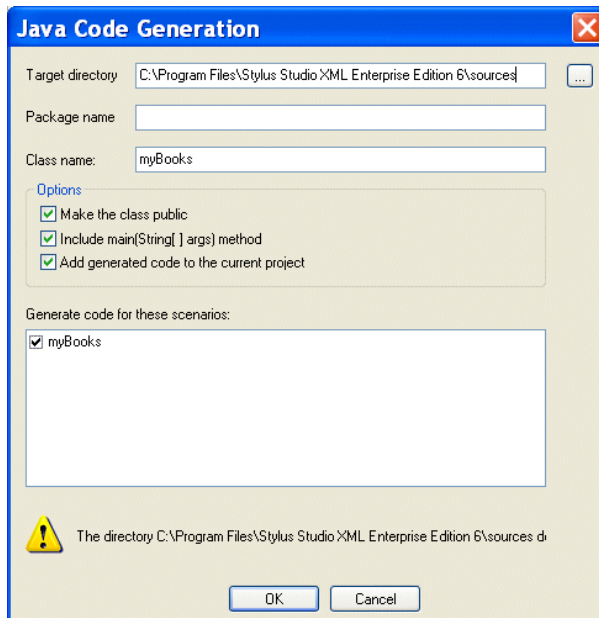 Java Code Generation
Target directory C:\Program Files\Stylus Studio XML Enterprise Edition 6\sources ...
Package name
Class name: myBooks
Options
Make the class public
Include main(String[ ] args) method
Add generated code to the current project
Generate code for these scenarios:
myBooks
The directory C:\Program Files\Stylus Studio XML Enterprise Edition 6\sources
OK Cancel